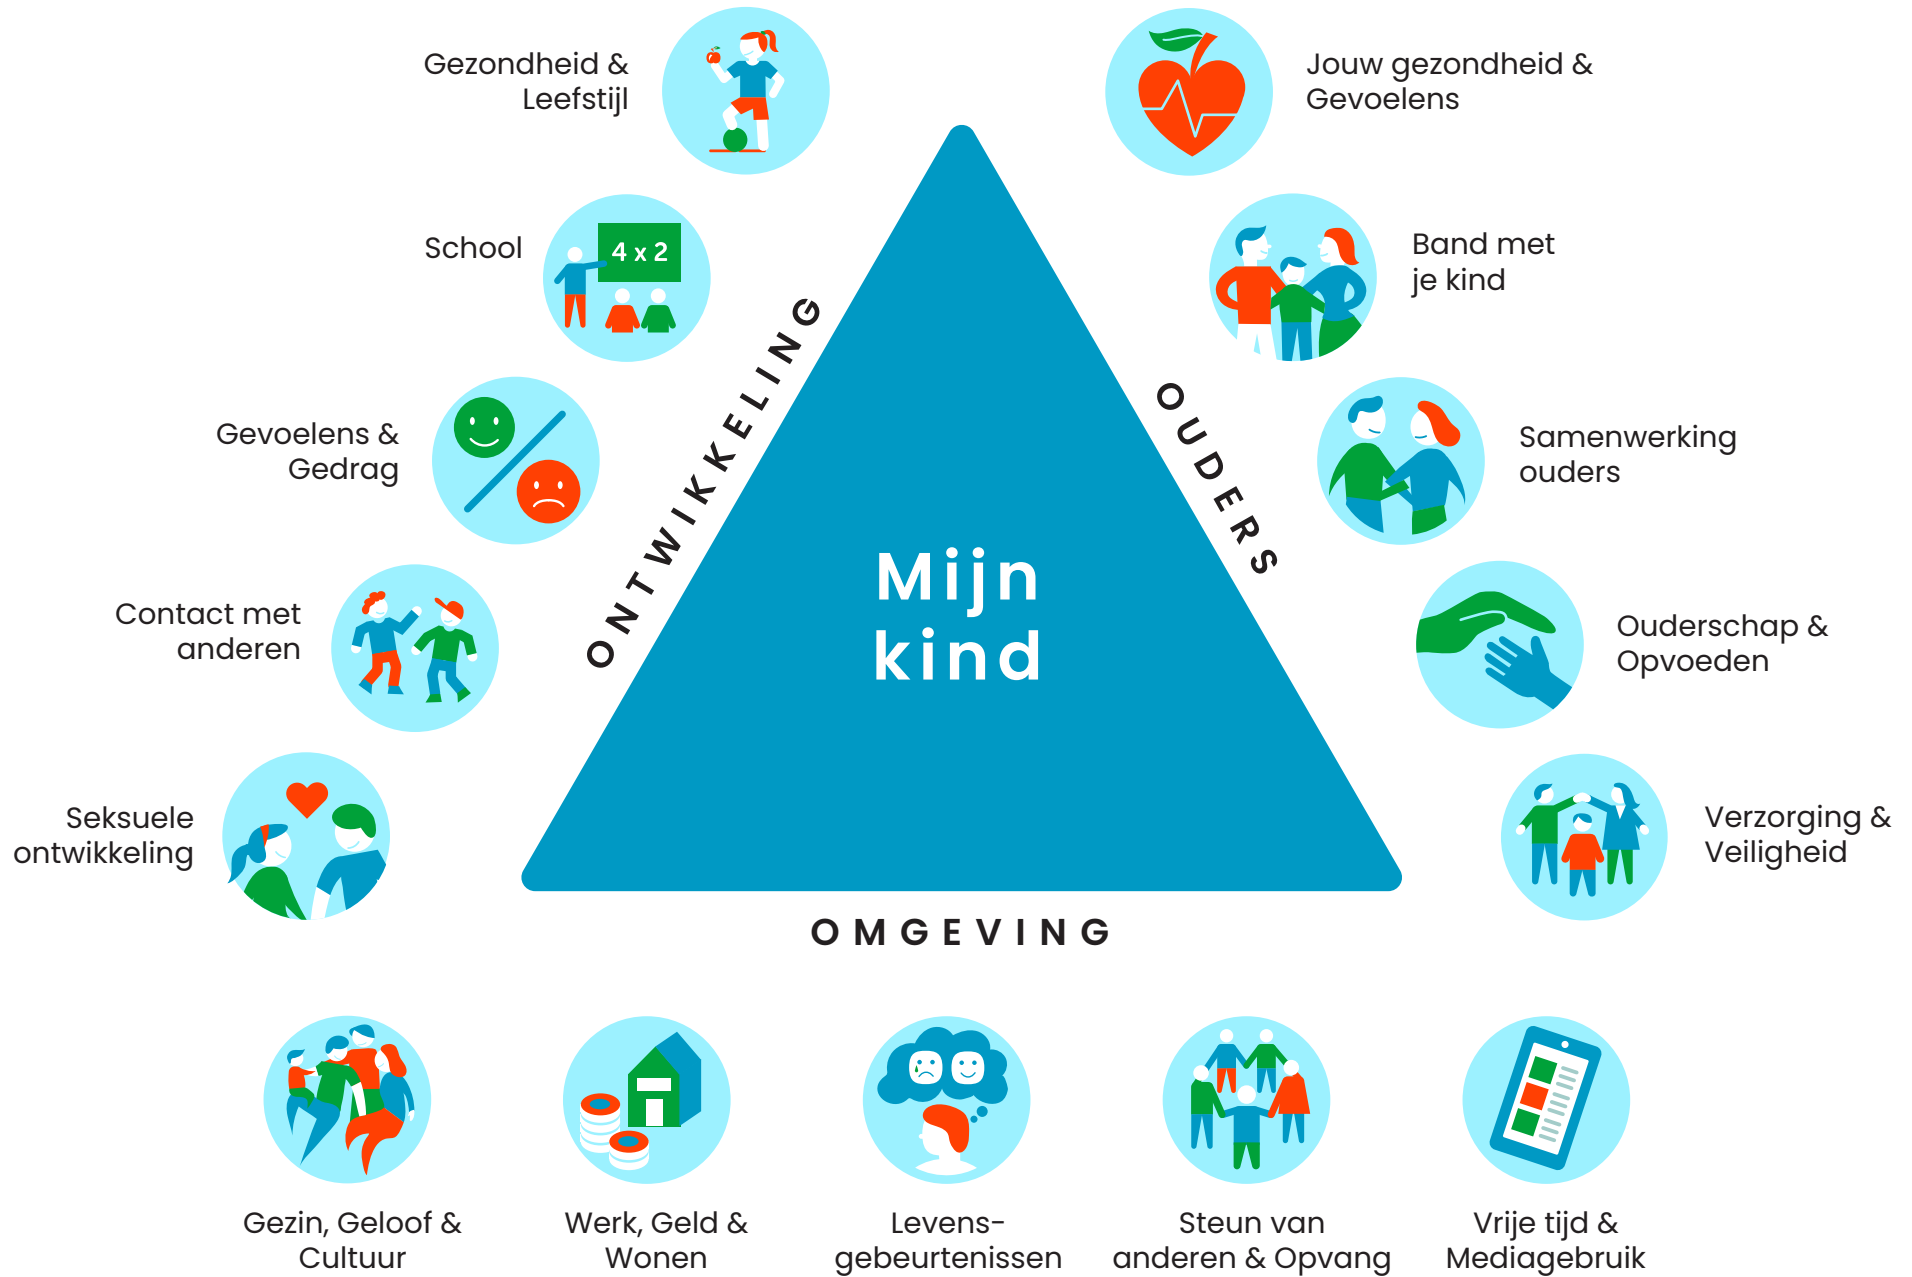 Gezondheid &
Leefstijl
School
4 x 2
Gevoelens &
Gedrag
Contact met
anderen
Seksuele
ontwikkeling
ONTWIKKELING
Mijn
kind
OUDERS
Jouw gezondheid &
Gevoelens
Band met
je kind
Samenwerking
ouders
Ouderschap &
Opvoeden
Verzorging &
Veiligheid
OMGEVING
Gezin, Geloof &
Cultuur
Werk, Geld &
Wonen
Levens-
gebeurtenissen
Steun van
anderen & Opvang
Vrije tijd &
Mediagebruik